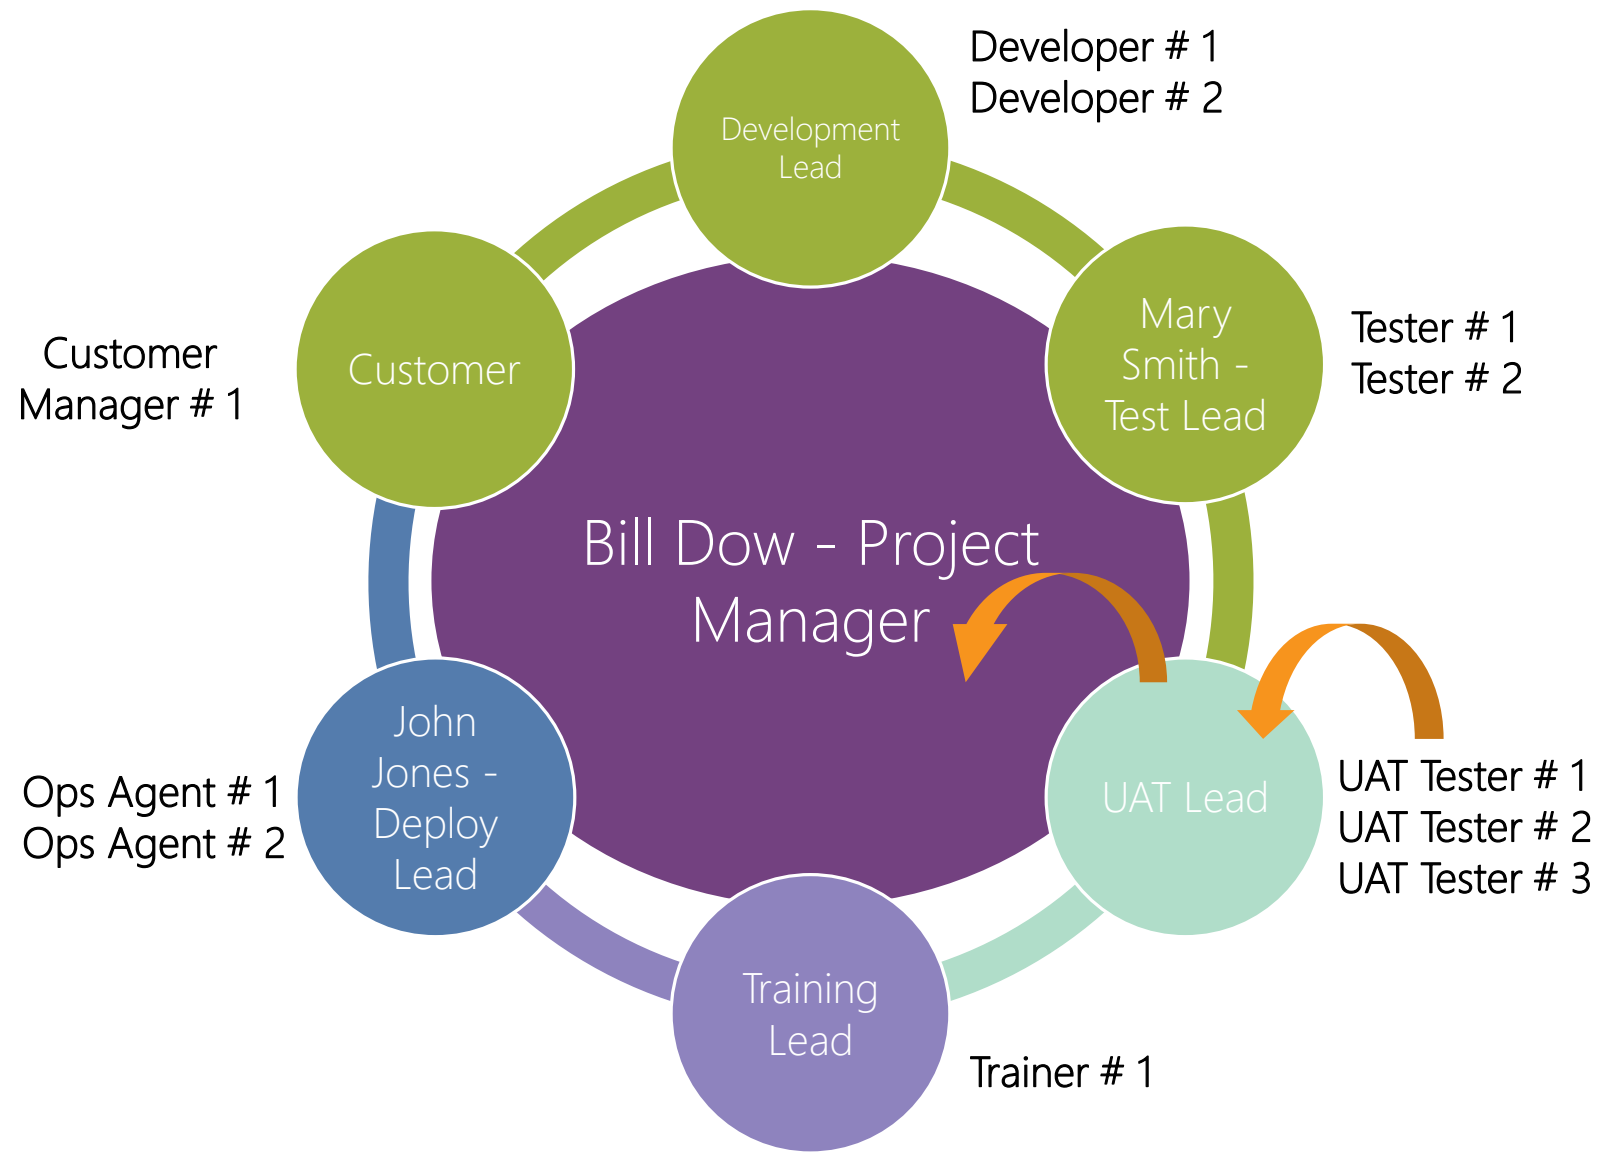 Developer # 1
Developer # 2
Development
Lead
Mary
Smith -
Test Lead
Tester # 1
Tester # 2
Customer
Customer
Manager # 1
Bill Dow - Project
Manager
John
Jones -
Deploy
Lead
Ops Agent # 1
Ops Agent # 2
UAT Lead
UAT Tester # 1
UAT Tester # 2
UAT Tester # 3
Training
Lead
Trainer # 1